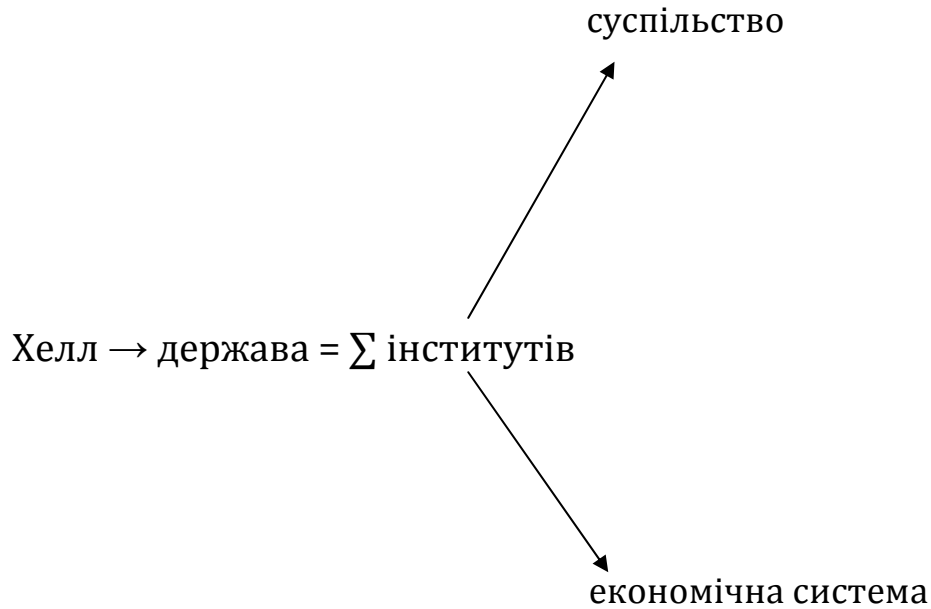 суспільство
Хелл → держава = ∑ інститутів
економічна система